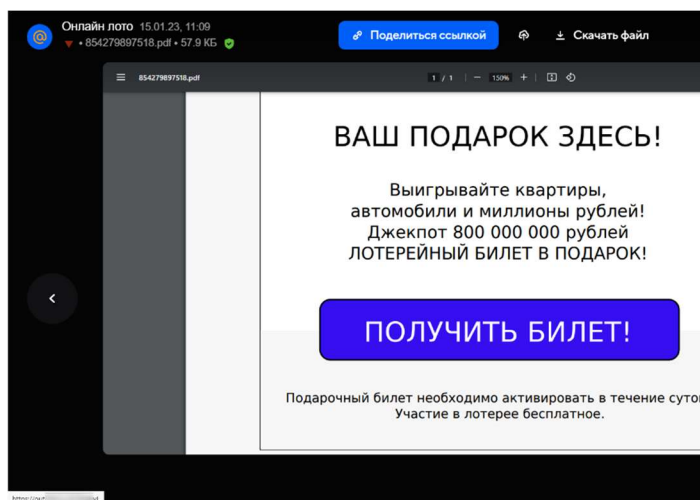 Онлайн лото 15.01.23, 11:09
• 854279897518.pdf • 57.9 КБ
Поделиться ссылкой
Скачать файл
854279897518.pdf
1 / 1
150%
ВАШ ПОДАРОК ЗДЕСЬ!
Выигрывайте квартиры,
автомобили и миллионы рублей!
Джекпот 800 000 000 рублей
ЛОТЕРЕЙНЫЙ БИЛЕТ В ПОДАРОК!
ПОЛУЧИТЬ БИЛЕТ!
Подарочный билет необходимо активировать в течение суто
Участие в лотерее бесплатное.